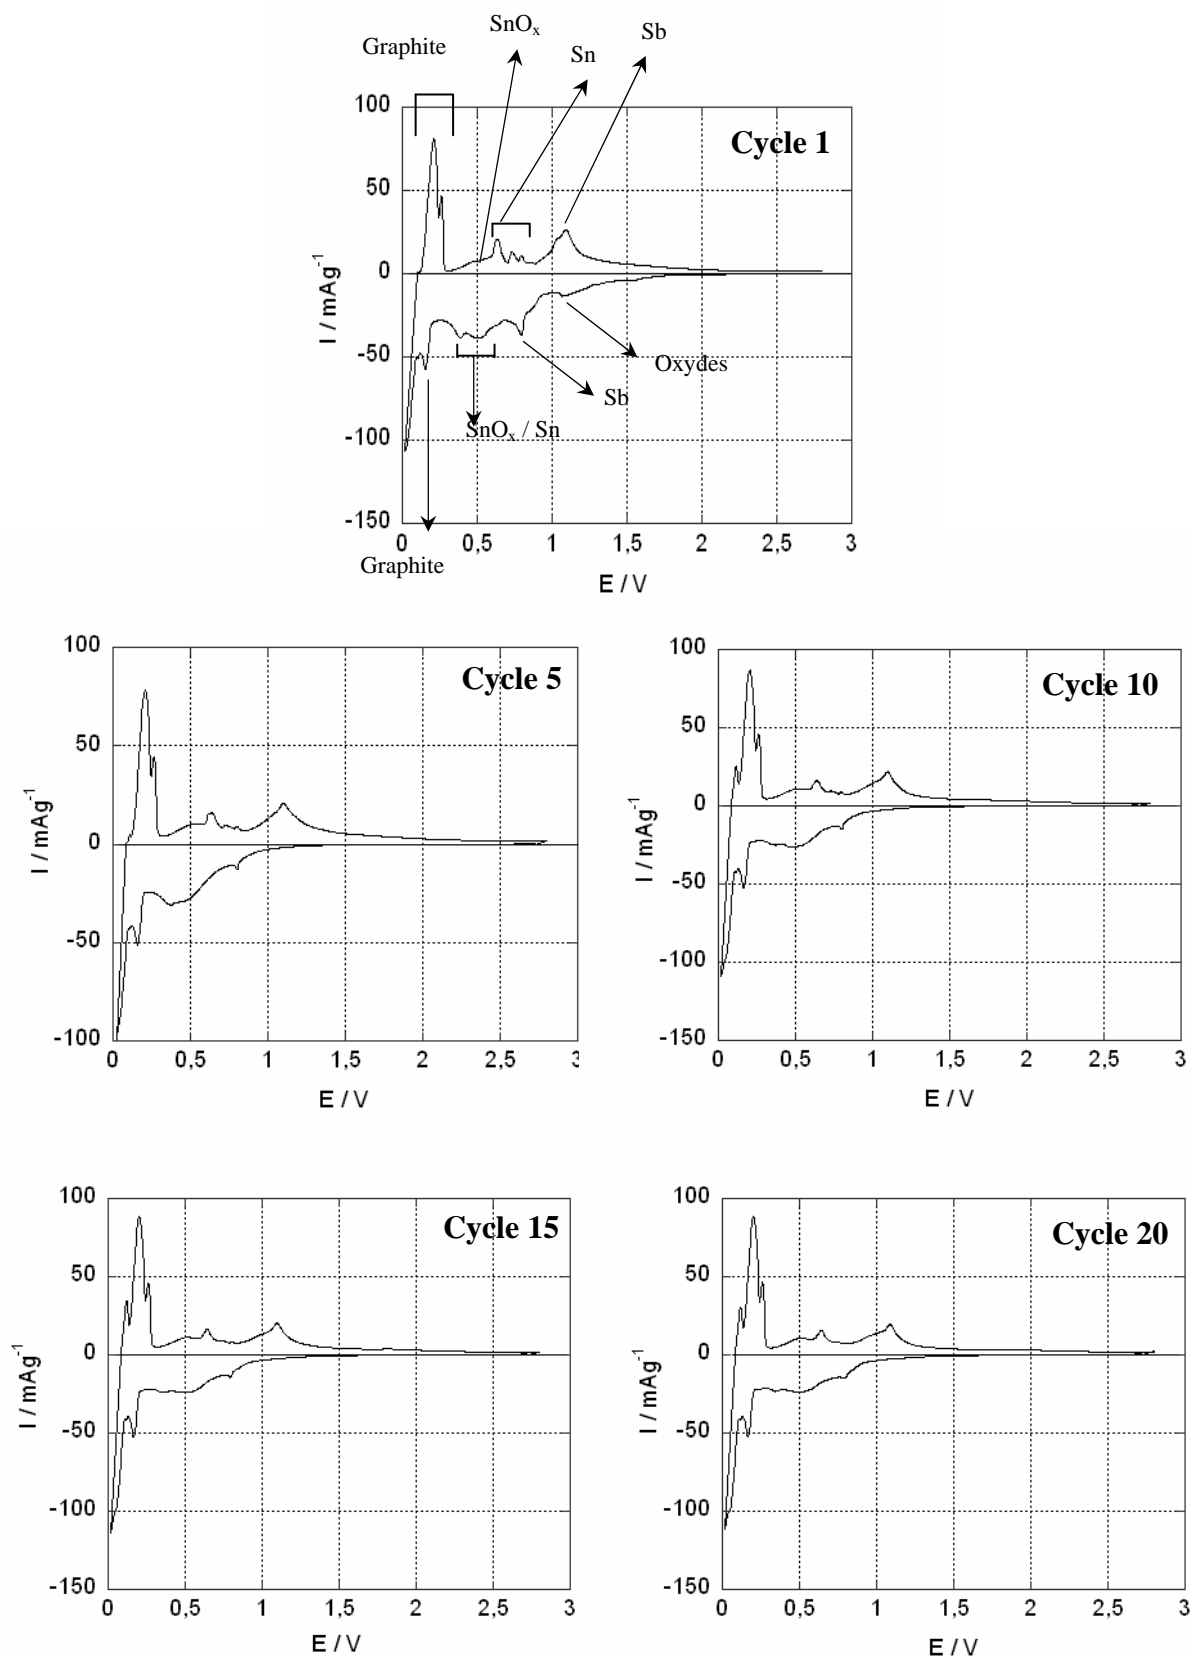 SnOₓ
Sb
Graphite
Sn
100
Cycle 1
50
0
I / mAg⁻¹
-50
Oxydes
Sb
SnOₓ / Sn
-100
-150
0 0,5 1 1,5 2 2,5 3
Graphite
E / V
100
Cycle 5
50
0
I / mAg⁻¹
-50
-100
0 0,5 1 1,5 2 2,5 3
E / V
100
Cycle 10
50
0
I / mAg⁻¹
-50
-100
-150
0 0,5 1 1,5 2 2,5 3
E / V
100
Cycle 15
50
0
I / mAg⁻¹
-50
-100
-150
0 0,5 1 1,5 2 2,5 3
E / V
100
Cycle 20
50
0
I / mAg⁻¹
-50
-100
-150
0 0,5 1 1,5 2 2,5 3
E / V